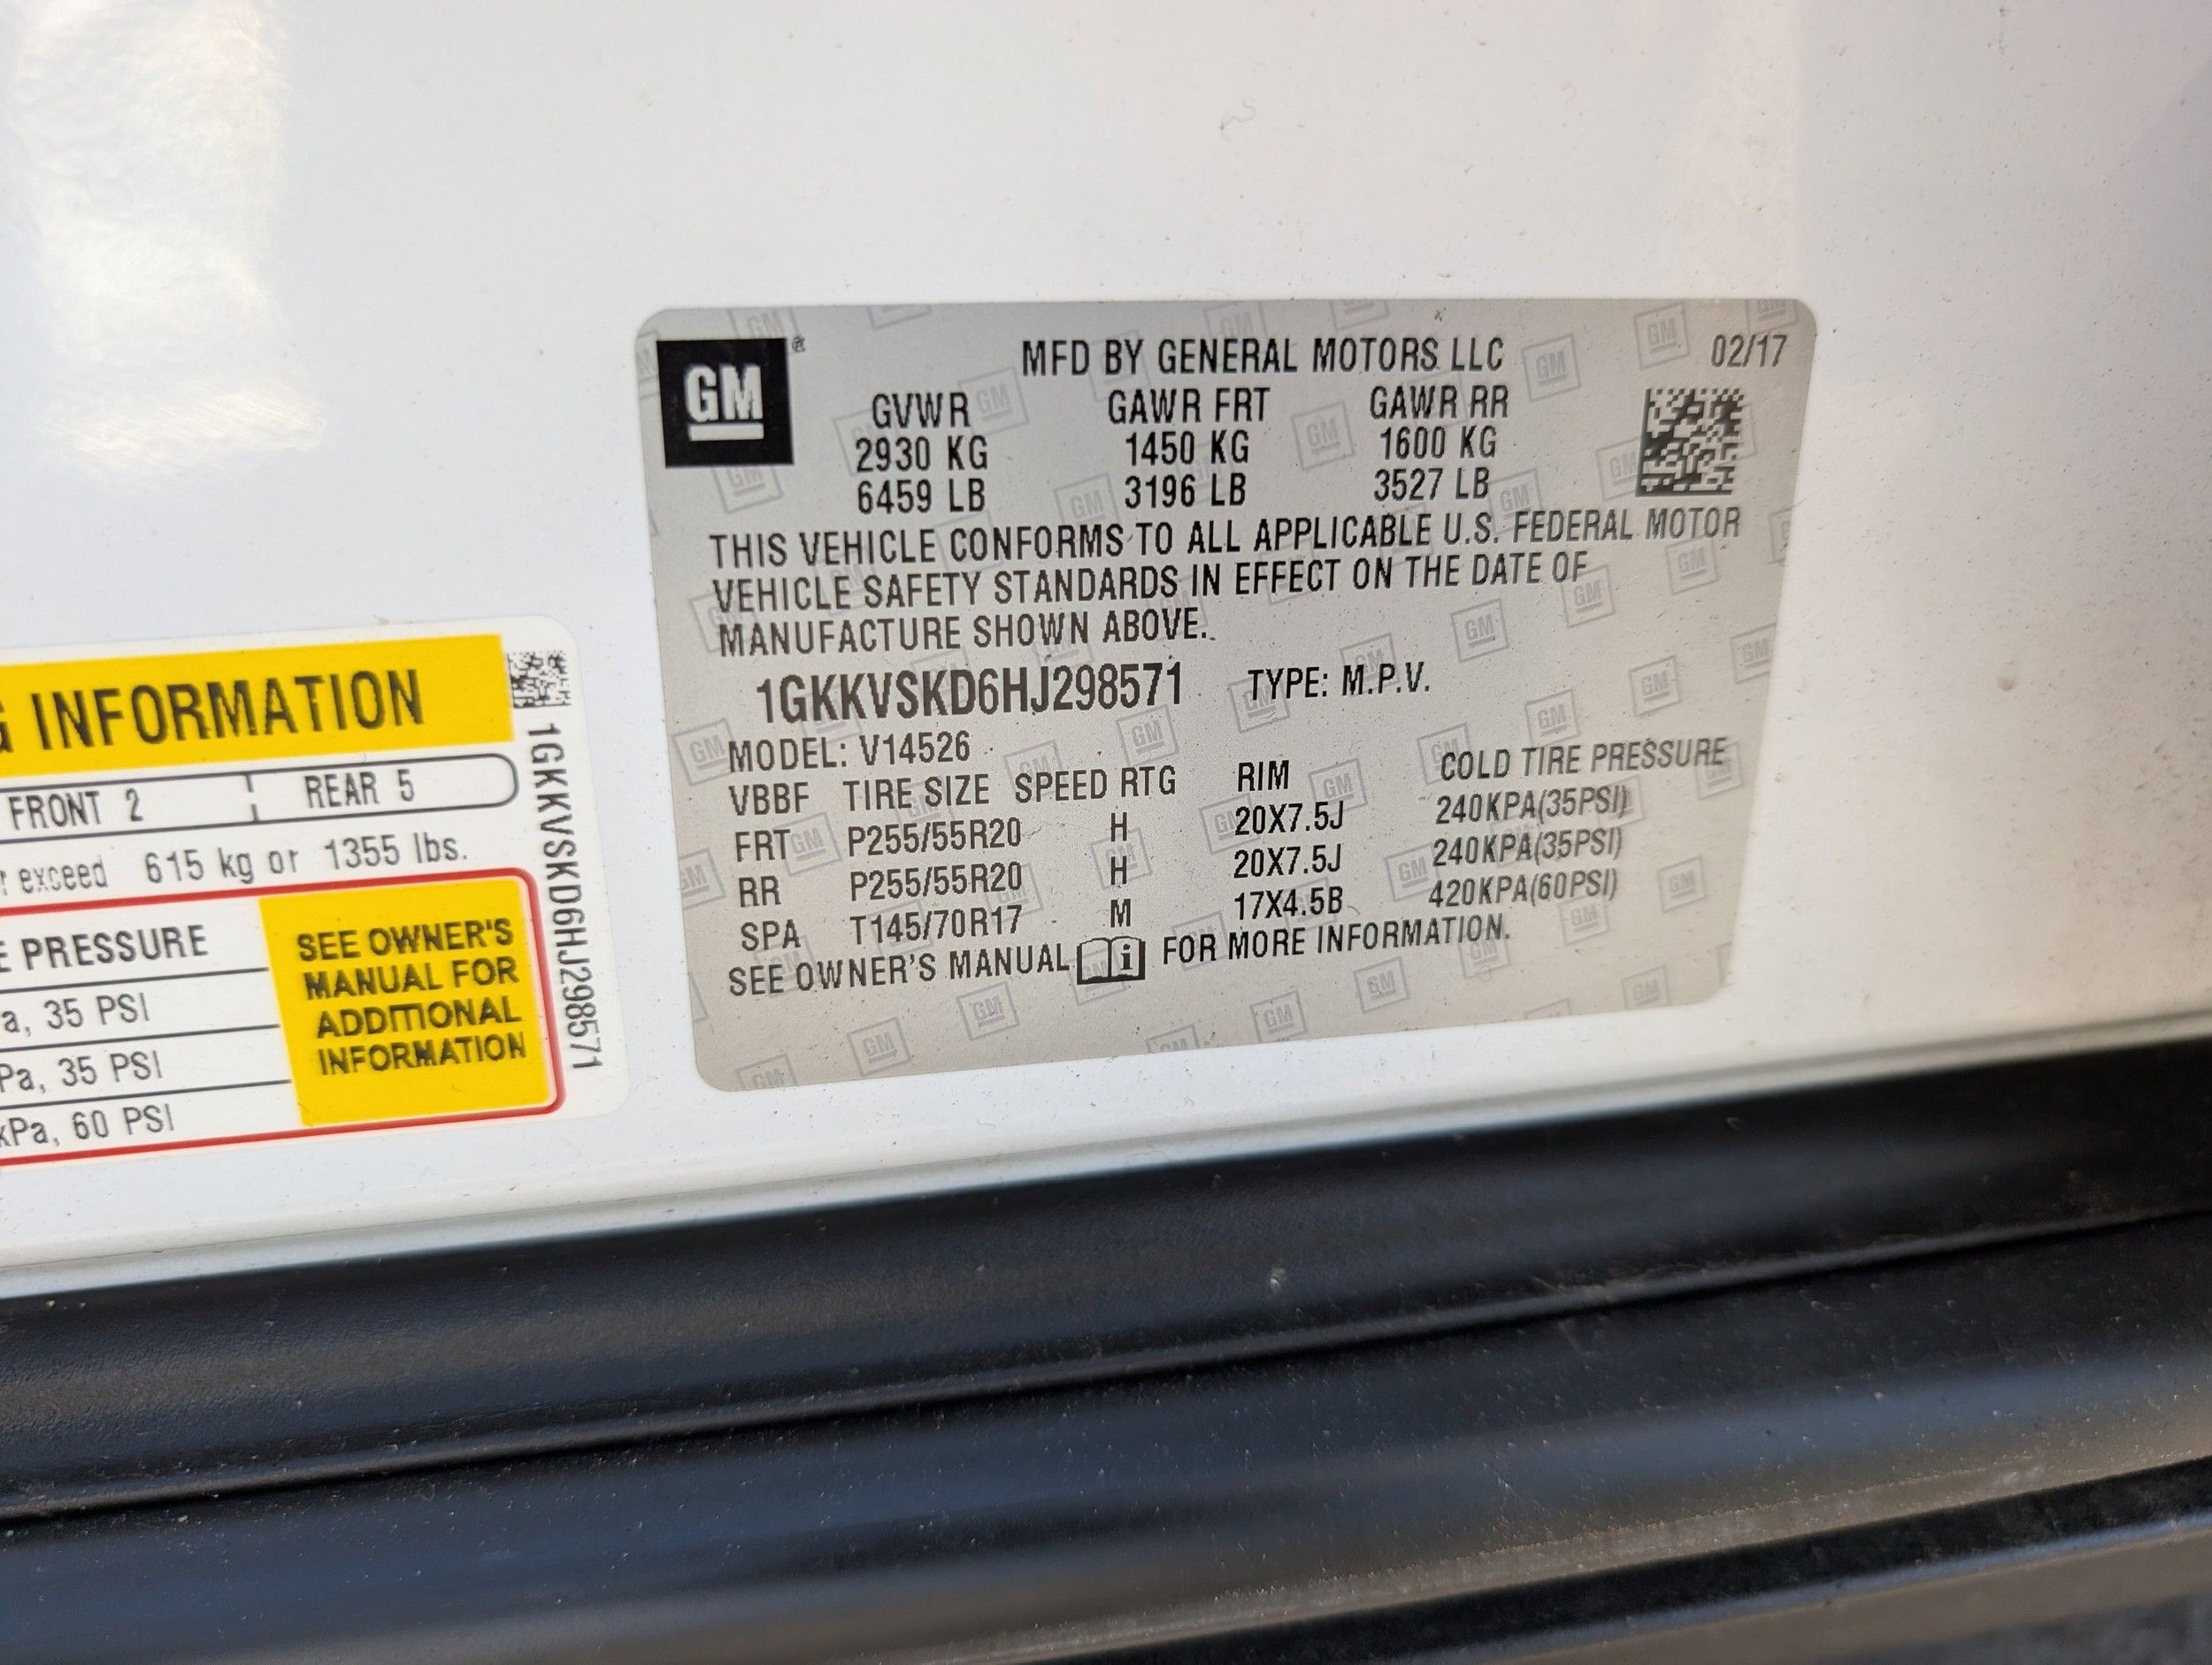 GM
MFD BY GENERAL MOTORS LLC 02/17
GVWR GAWR FRT GAWR RR
2930 KG 1450 KG 1600 KG
6459 LB 3196 LB 3527 LB
THIS VEHICLE CONFORMS TO ALL APPLICABLE U.S. FEDERAL MOTOR
VEHICLE SAFETY STANDARDS IN EFFECT ON THE DATE OF
MANUFACTURE SHOWN ABOVE.
1GKKVSKD6HJ298571 TYPE: M.P.V.
MODEL: V14526
VBBF TIRE SIZE SPEED RTG RIM COLD TIRE PRESSURE
FRT P255/55R20 H 20X7.5J 240KPA(35PSI)
RR P255/55R20 H 20X7.5J 240KPA(35PSI)
SPA T145/70R17 M 17X4.5B 420KPA(60PSI)
SEE OWNER'S MANUAL FOR MORE INFORMATION.
INFORMATION
FRONT 2 REAR 5
exceed 615 kg or 1355 lbs.
PRESSURE
35 PSI
35 PSI
60 PSI
SEE OWNER'S
MANUAL FOR
ADDITIONAL
INFORMATION
1GKKVSKD6HJ298571